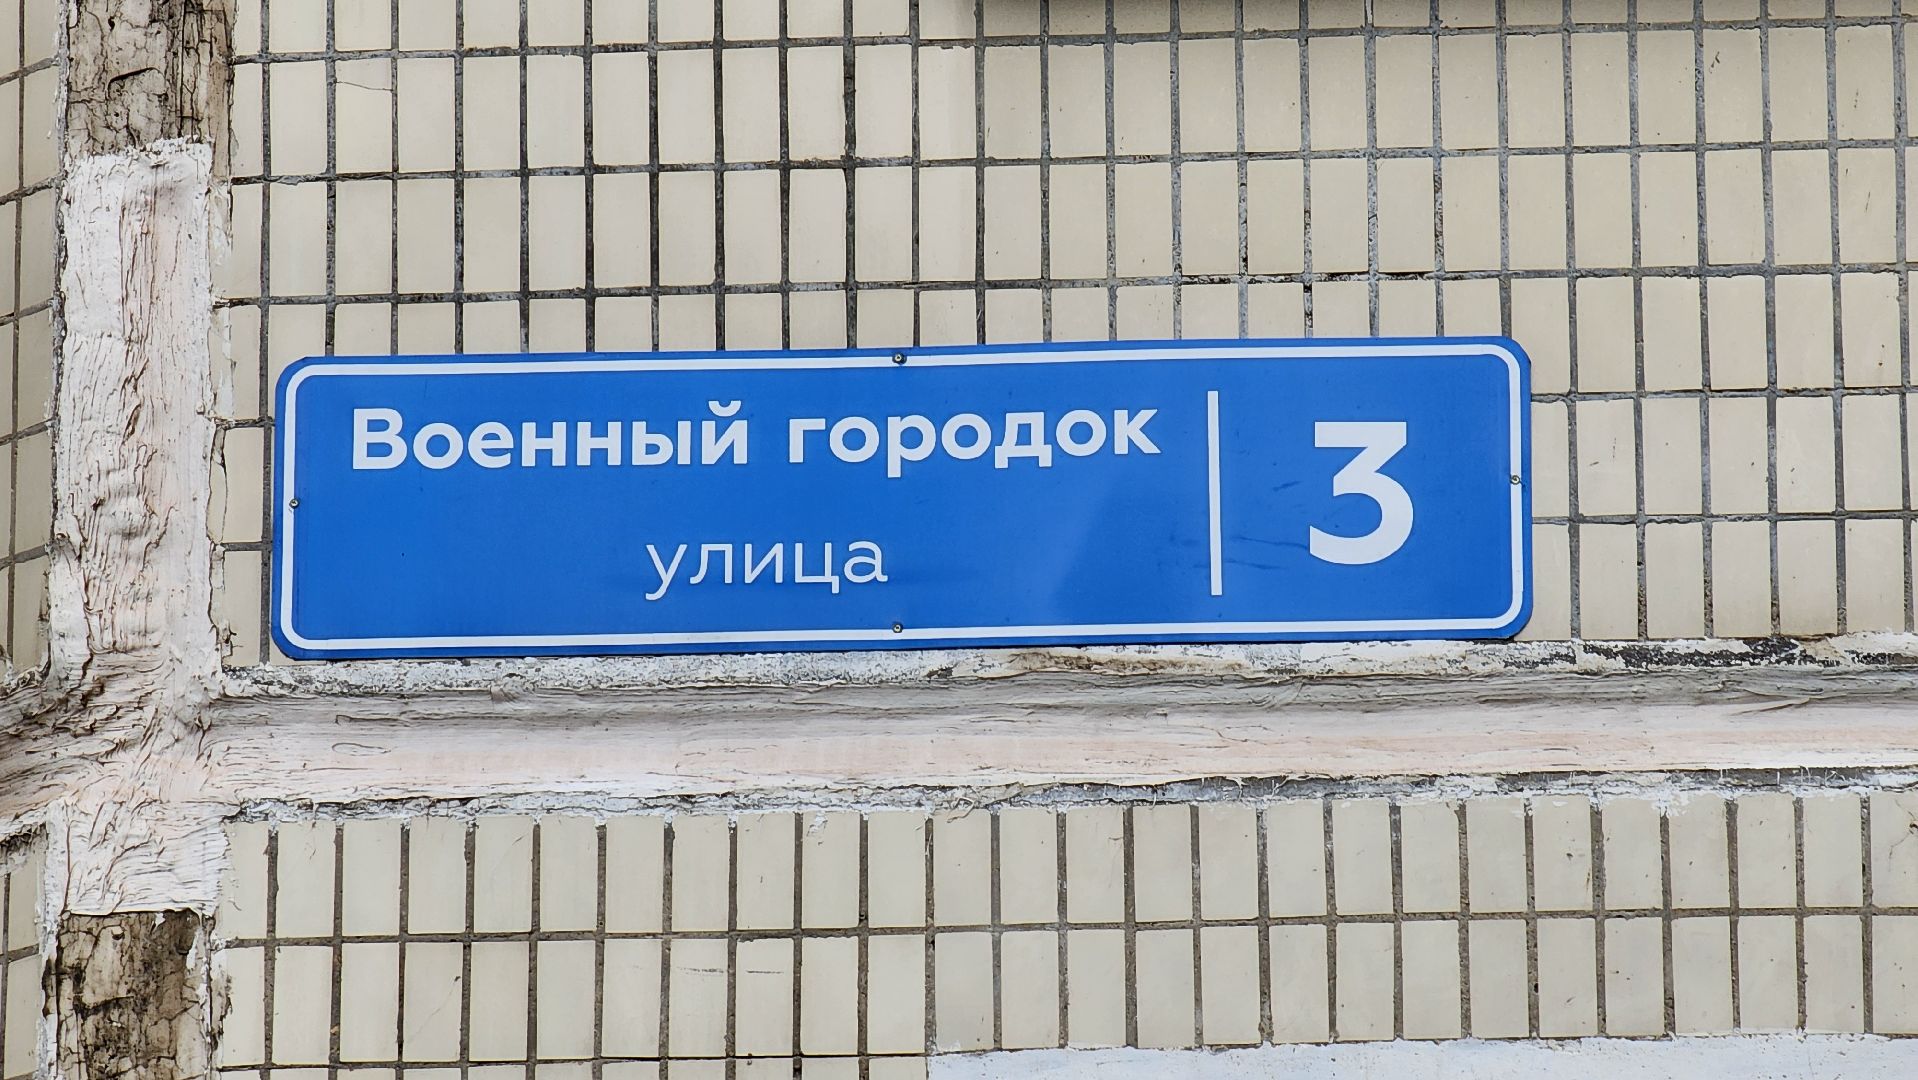 Военный городок
улица
3